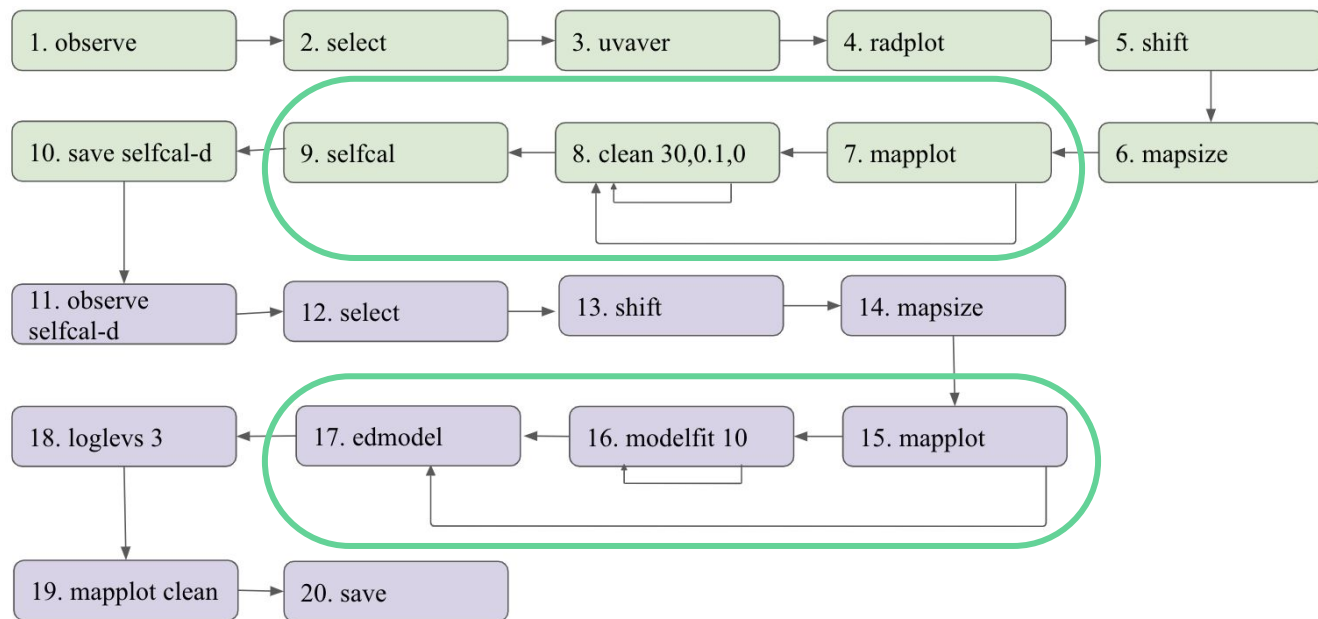 1. observe
2. select
3. uvaver
4. radplot
5. shift
6. mapsize
7. mapplot
8. clean 30,0.1,0
9. selfcal
10. save selfcal-d
11. observe
selfcal-d
12. select
13. shift
14. mapsize
15. mapplot
16. modelfit 10
17. edmodel
18. loglevs 3
19. mapplot clean
20. save